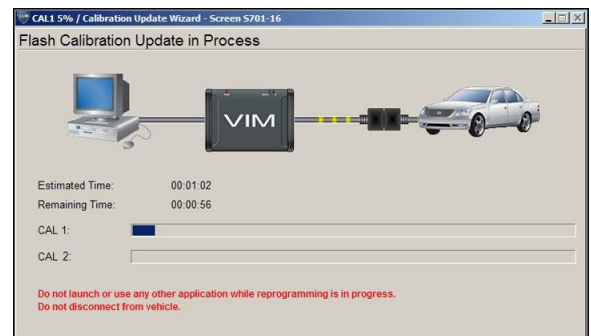 CAL1 5% / Calibration Update Wizard - Screen S701-16
Flash Calibration Update in Process
VIM
Estimated Time: 00:01:02
Remaining Time: 00:00:56
CAL 1:
CAL 2:
Do not launch or use any other application while reprogramming is in progress.
Do not disconnect from vehicle.